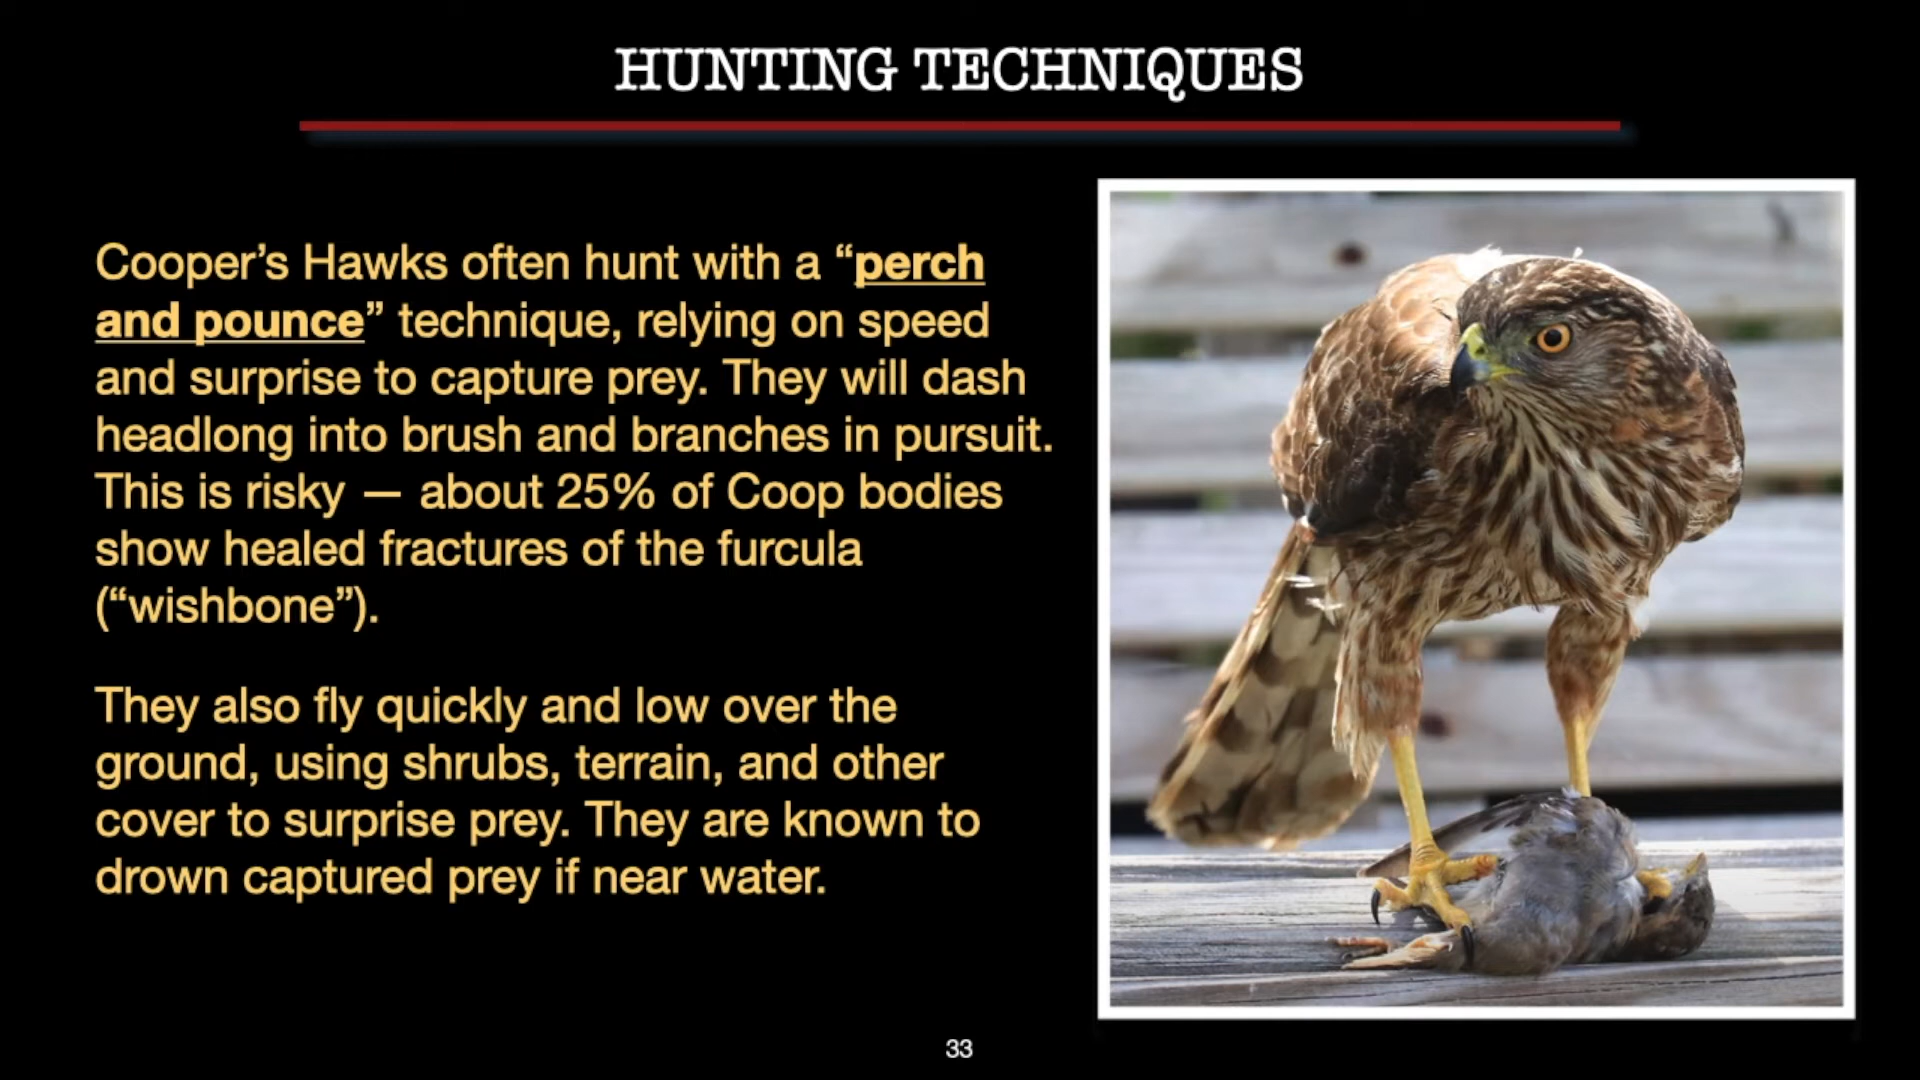 HUNTING TECHNIQUES
Cooper’s Hawks often hunt with a “perch
and pounce” technique, relying on speed
and surprise to capture prey. They will dash
headlong into brush and branches in pursuit.
This is risky — about 25% of Coop bodies
show healed fractures of the furcula
(“wishbone”).
They also fly quickly and low over the
ground, using shrubs, terrain, and other
cover to surprise prey. They are known to
drown captured prey if near water.
33